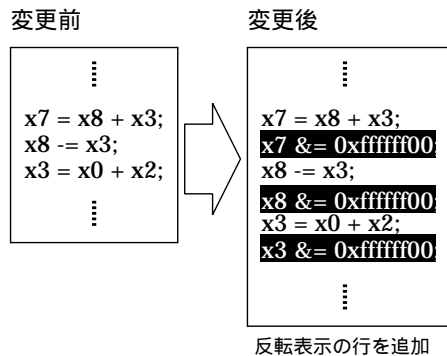 変更前
x7 = x8 + x3;
x8 -= x3;
x3 = x0 + x2;
変更後
x7 = x8 + x3;
x7 &= 0xffffff00;
x8 -= x3;
x8 &= 0xffffff00;
x3 = x0 + x2;
x3 &= 0xffffff00;
反転表示の行を追加